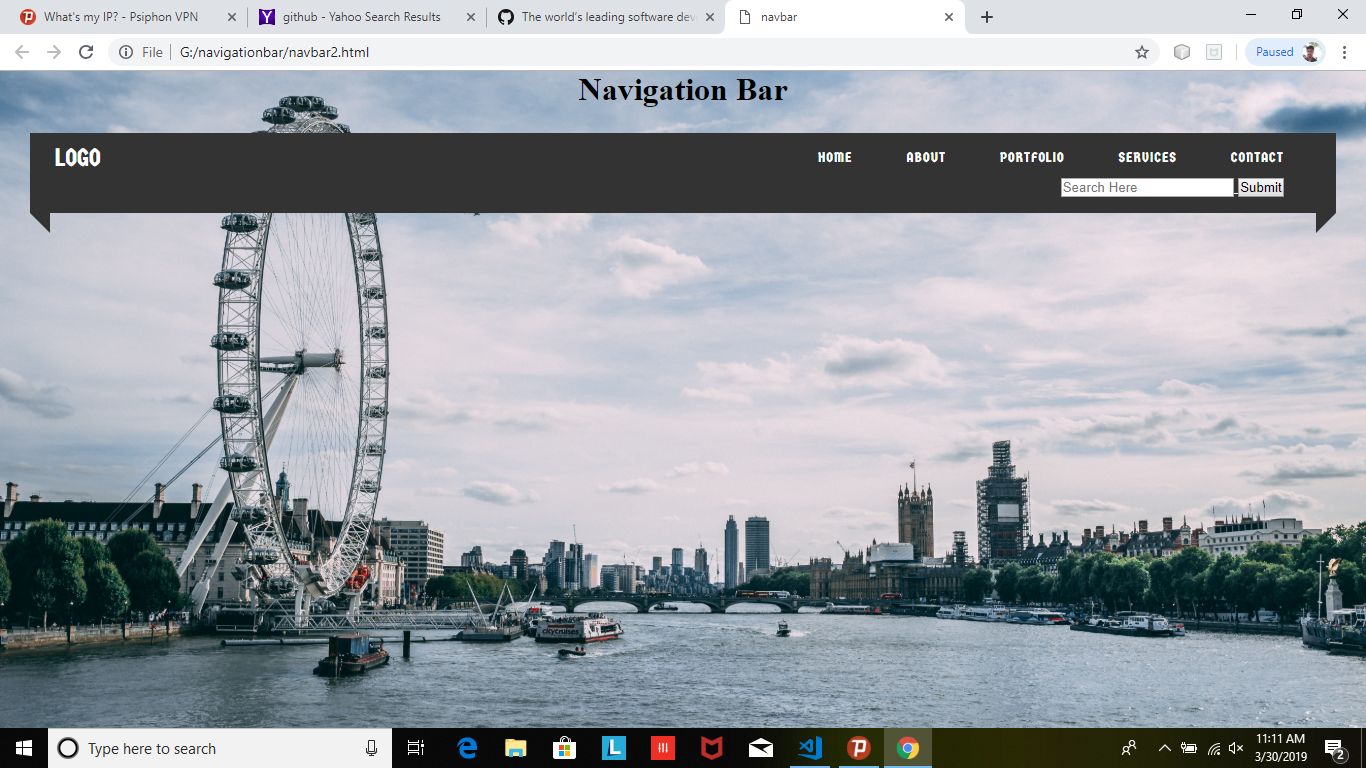 What's my IP? - Psiphon VPN
github - Yahoo Search Results
The world's leading software dev
navbar
File
G:/navigationbar/navbar2.html
Paused
Navigation Bar
LOGO
HOME ABOUT PORTFOLIO SERVICES CONTACT
Search Here Submit
citycruises
Type here to search
11:11 AM
3/30/2019
2